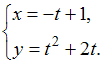 x = −t + 1,
y = t² + 2t.